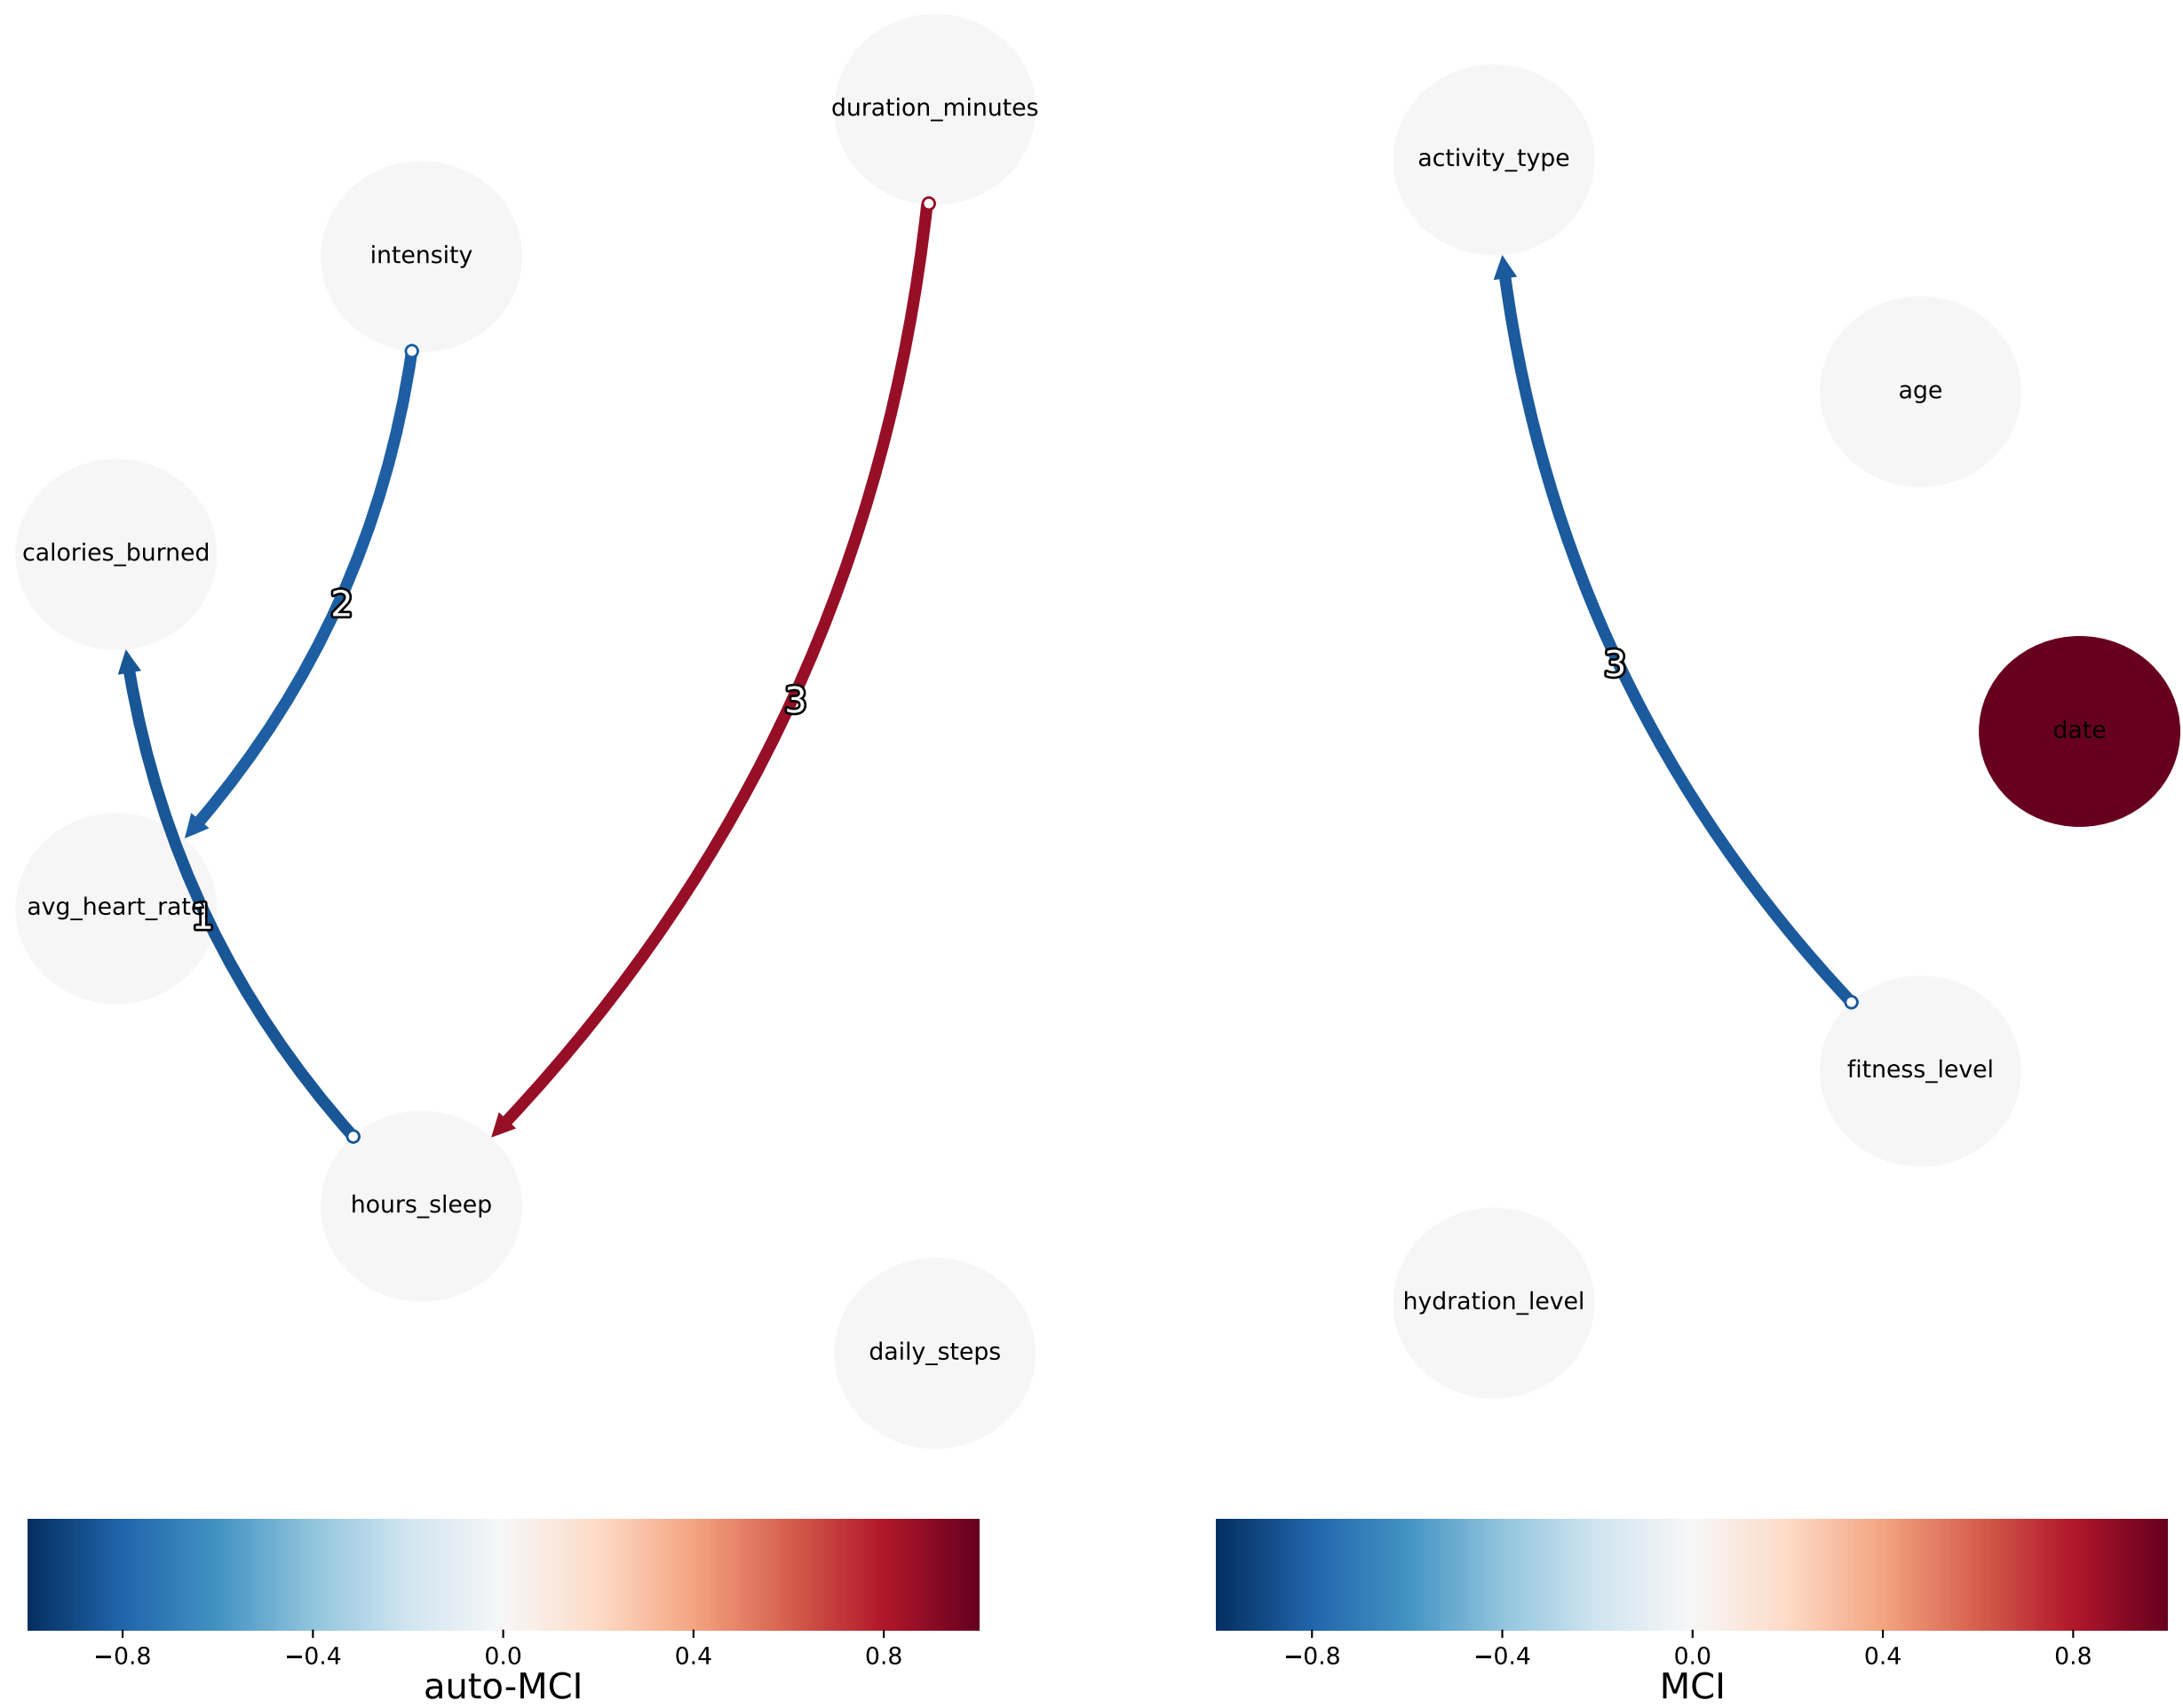 duration_minutes
activity_type
intensity
age
calories_burned
2
3
3
date
avg_heart_rate
1
fitness_level
hours_sleep
hydration_level
daily_steps
−0.8 −0.4 0.0 0.4 0.8
auto-MCI
−0.8 −0.4 0.0 0.4 0.8
MCI